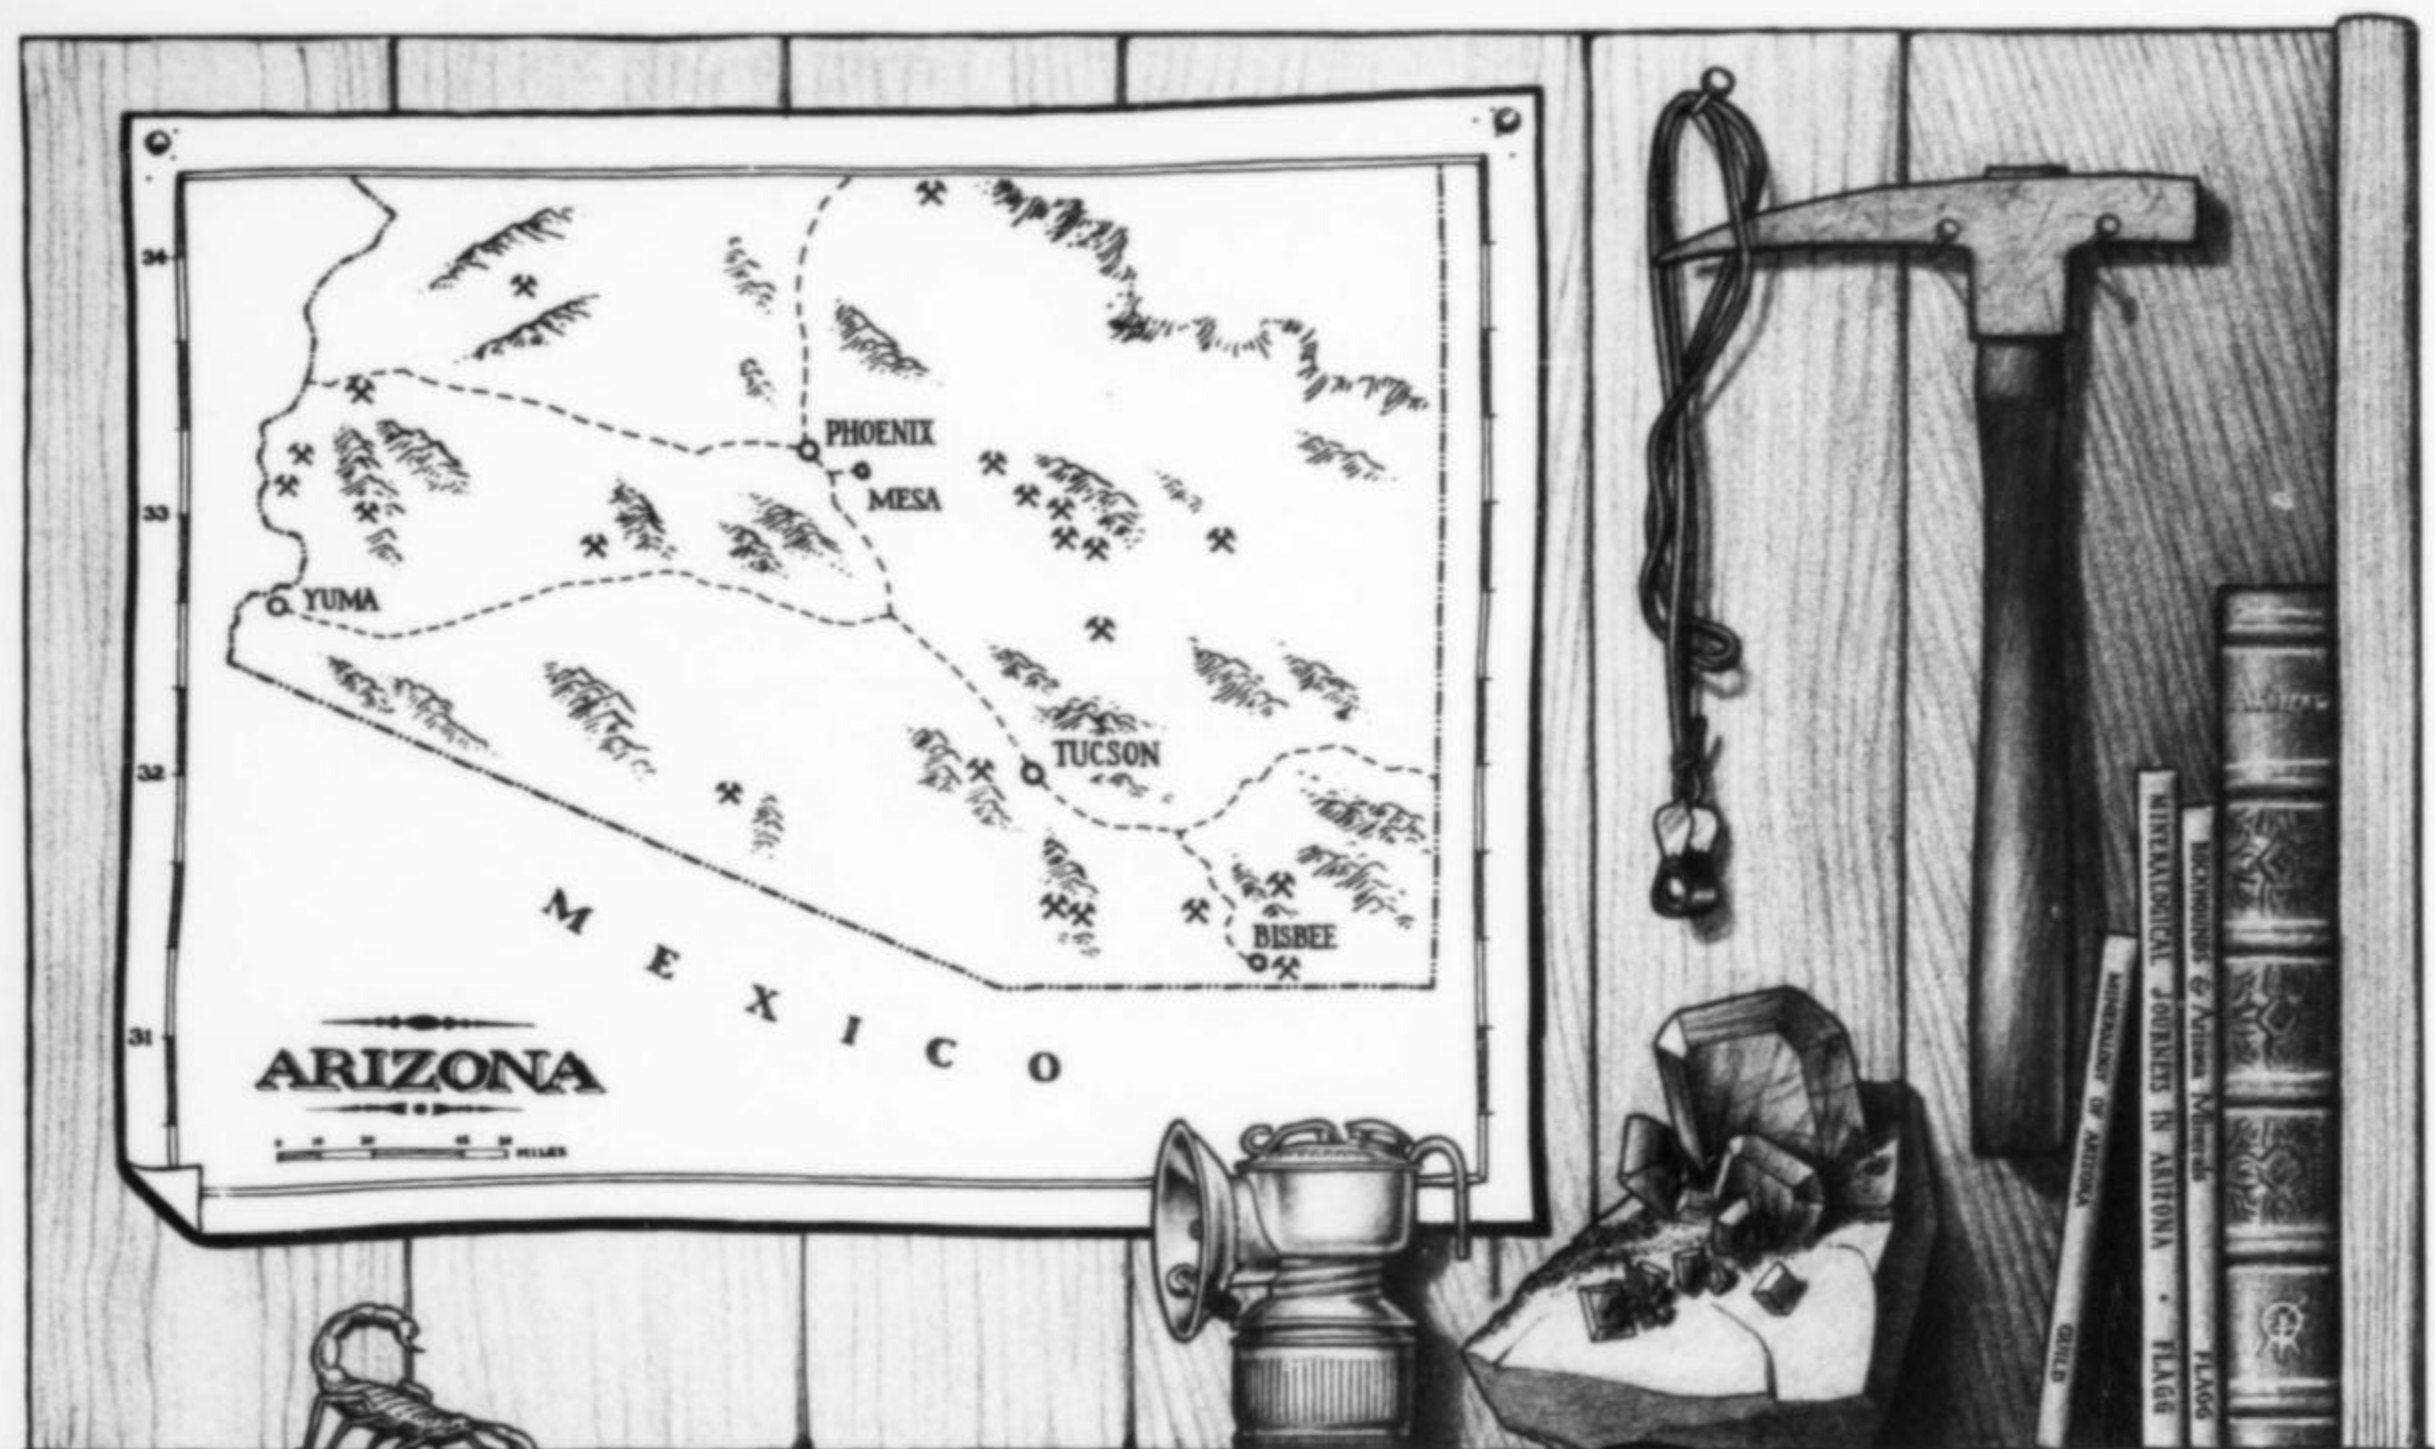 34
PHOENIX
MESA
33
YUMA
TUCSON
32
BISBEE
MEXICO
31
ARIZONA
MILES
MINERALOGY OF ARIZONA GUILD
MINERALOGICAL JOURNEYS IN ARIZONA • FLAGG
ROCKHOUNDS & Arizona Minerals FLAGG